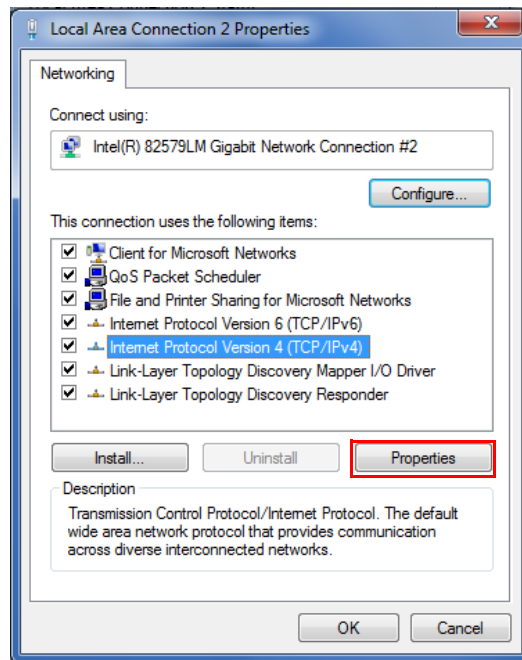 Local Area Connection 2 Properties
Networking
Connect using:
Intel(R) 82579LM Gigabit Network Connection #2
Configure...
This connection uses the following items:
Client for Microsoft Networks
QoS Packet Scheduler
File and Printer Sharing for Microsoft Networks
Internet Protocol Version 6 (TCP/IPv6)
Internet Protocol Version 4 (TCP/IPv4)
Link-Layer Topology Discovery Mapper I/O Driver
Link-Layer Topology Discovery Responder
Install... Uninstall Properties
Description
Transmission Control Protocol/Internet Protocol. The default
wide area network protocol that provides communication
across diverse interconnected networks.
OK Cancel